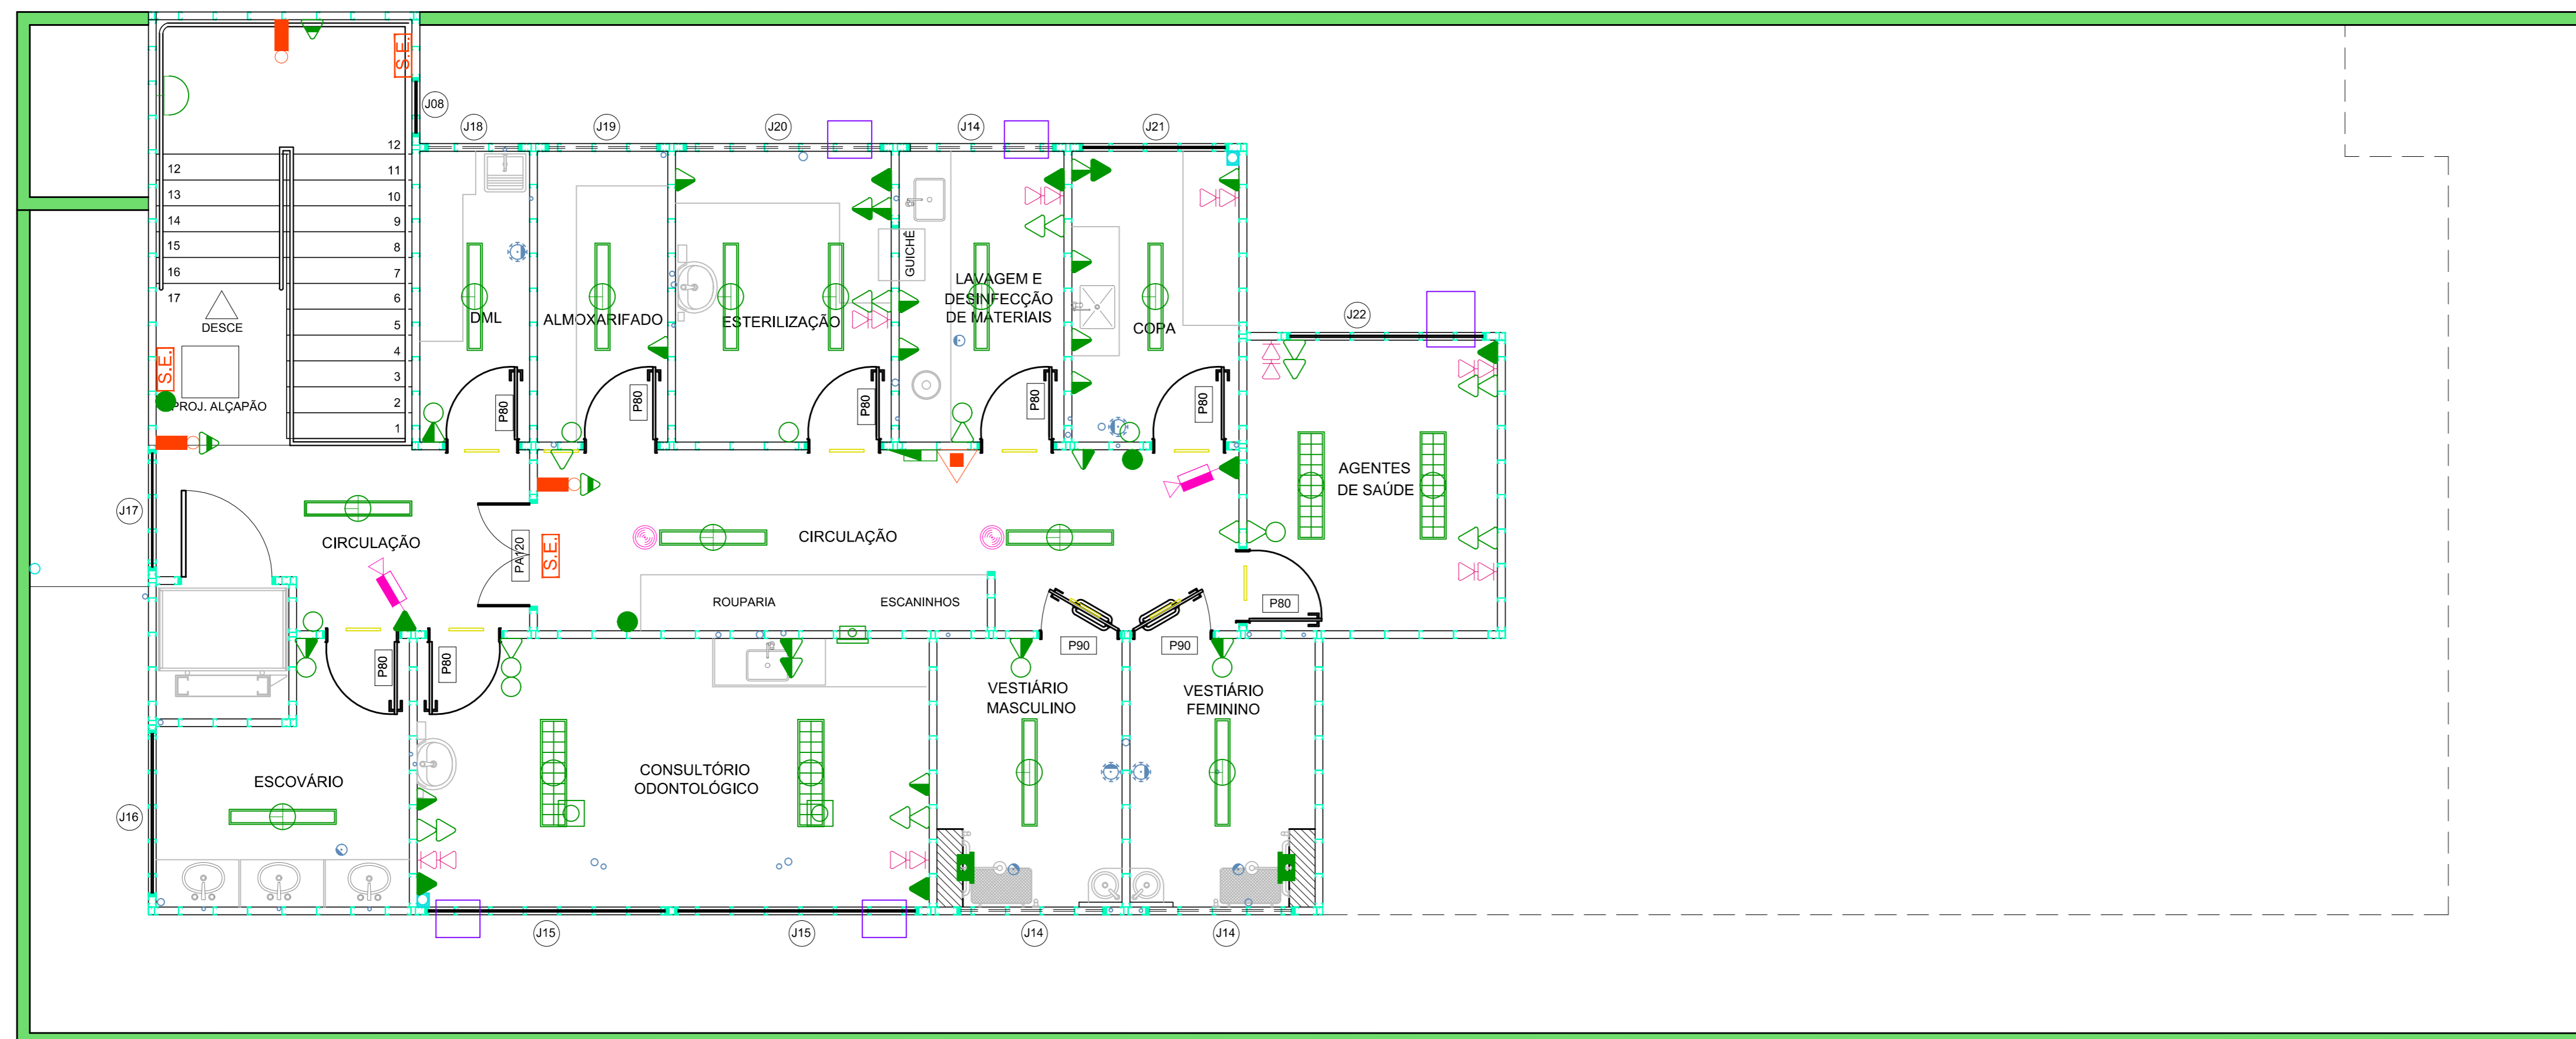 S.E.
J08
J18
J19
J20
J14
J21
12
11
10
9
8
7
6
5
4
3
2
1
12
13
14
15
16
17
DESCE
S.E.
PROJ. ALÇAPÃO
DML
ALMOXARIFADO
ESTERILIZAÇÃO
GUICHÊ
LAVAGEM E
DESINFECÇÃO
DE MATERIAIS
COPA
J22
P80
P80
P80
P80
P80
AGENTES
DE SAÚDE
J17
CIRCULAÇÃO
PA120
S.E.
CIRCULAÇÃO
ROUPARIA
ESCANINHOS
P80
P80
P80
P90
P90
VESTIÁRIO
MASCULINO
VESTIÁRIO
FEMININO
ESCOVÁRIO
CONSULTÓRIO
ODONTOLÓGICO
J16
J15
J15
J14
J14